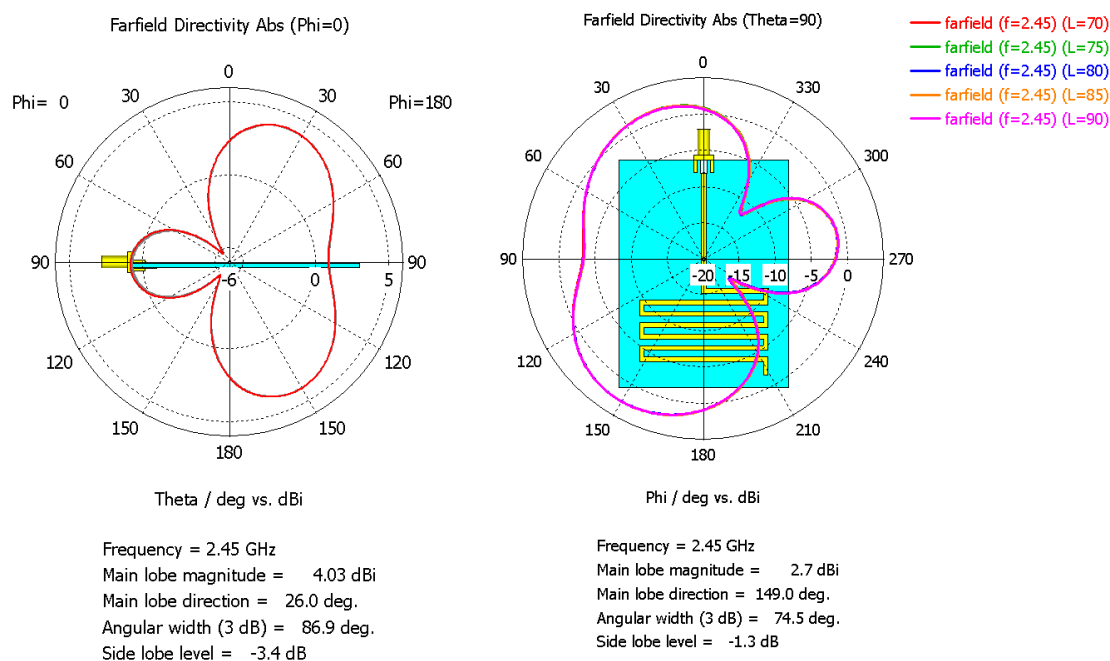 Farfield Directivity Abs (Phi=0)
Phi= 0
0
Phi=180
30
30
60
60
90
-6
0
5
90
120
120
150
150
180
Theta / deg vs. dBi
Frequency = 2.45 GHz
Main lobe magnitude = 4.03 dBi
Main lobe direction = 26.0 deg.
Angular width (3 dB) = 86.9 deg.
Side lobe level = -3.4 dB
Farfield Directivity Abs (Theta=90)
0
30
330
60
300
90
-20
-15
-10
-5
0
270
120
240
150
210
180
Phi / deg vs. dBi
Frequency = 2.45 GHz
Main lobe magnitude = 2.7 dBi
Main lobe direction = 149.0 deg.
Angular width (3 dB) = 74.5 deg.
Side lobe level = -1.3 dB
farfield (f=2.45) (L=70)
farfield (f=2.45) (L=75)
farfield (f=2.45) (L=80)
farfield (f=2.45) (L=85)
farfield (f=2.45) (L=90)